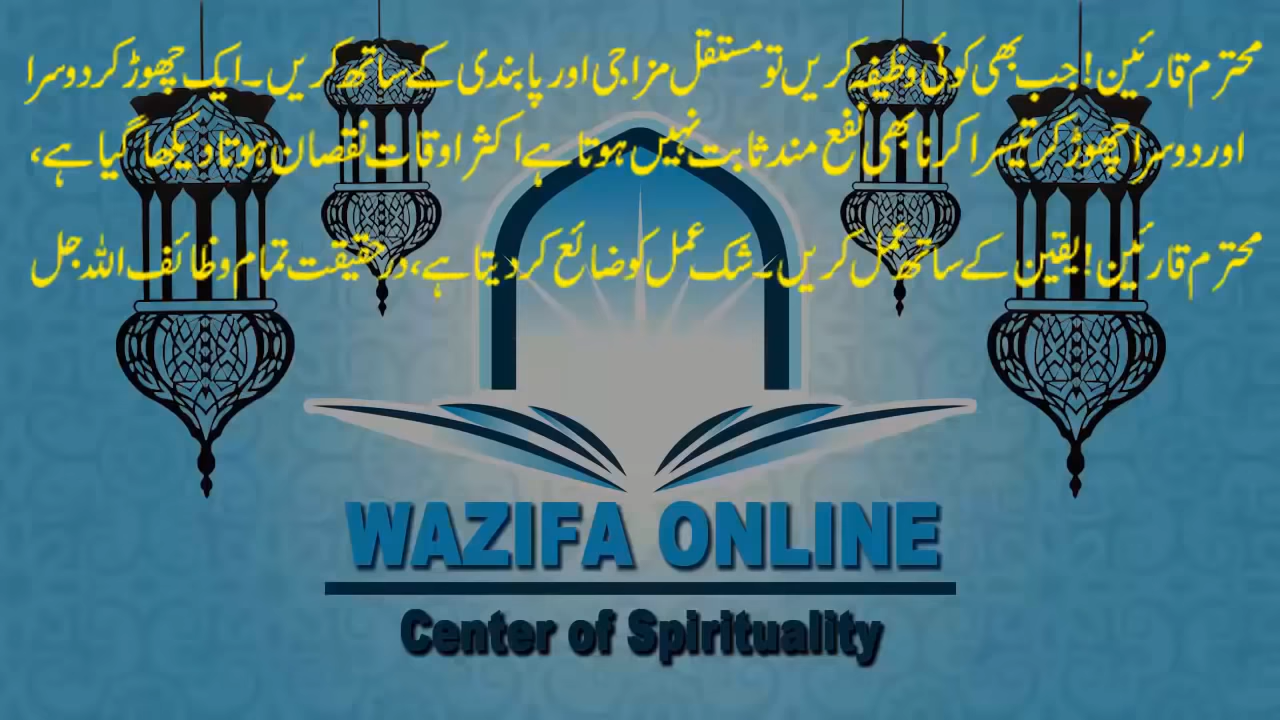 محترم قارئین! جب بھی کوئی وظیفہ کریں تو مستقل مزاجی اور پابندی کے ساتھ کریں۔ ایک چھوڑ کر دوسرا
اور دوسرا چھوڑ کر تیسرا کرنا بھی نفع مند ثابت نہیں ہوتا ہے اکثر اوقات نقصان ہوتا دیکھا گیا ہے،
محترم قارئین! یقین کے ساتھ عمل کریں۔ شک عمل کو ضائع کر دیتا ہے، درحقیقت تمام وظائف اللہ جل
WAZIFA ONLINE
Center of Spirituality